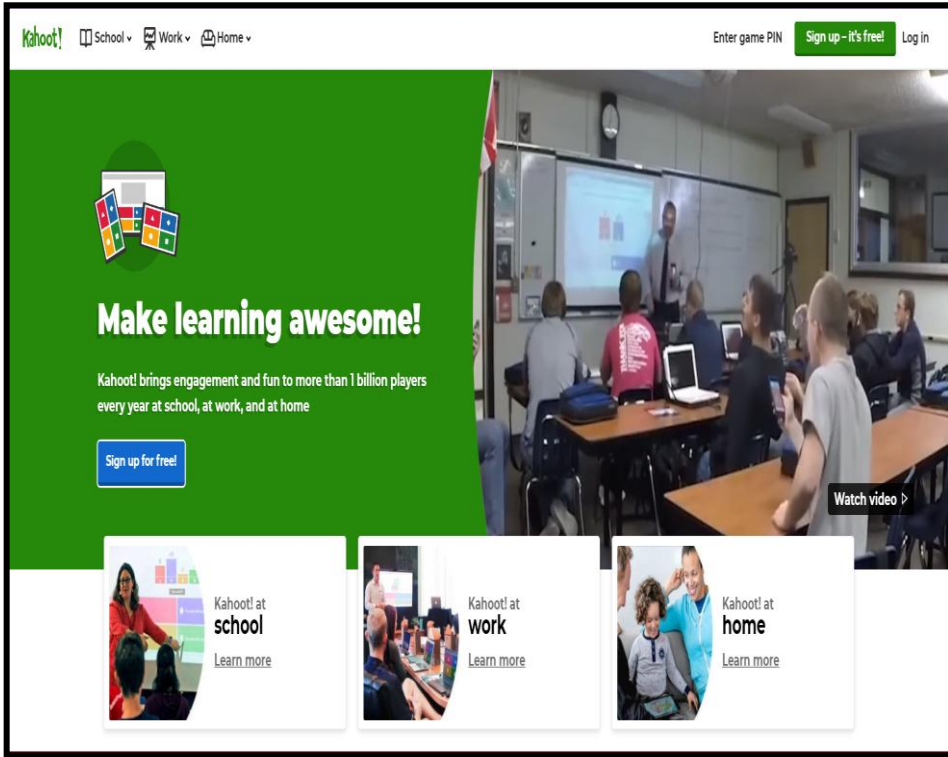 Kahoot!
School
Work
Home
Enter game PIN
Sign up – it's free!
Log in
Make learning awesome!
Kahoot! brings engagement and fun to more than 1 billion players
every year at school, at work, and at home
Sign up for free!
Watch video
Kahoot! at
school
Learn more
Kahoot! at
work
Learn more
Kahoot! at
home
Learn more